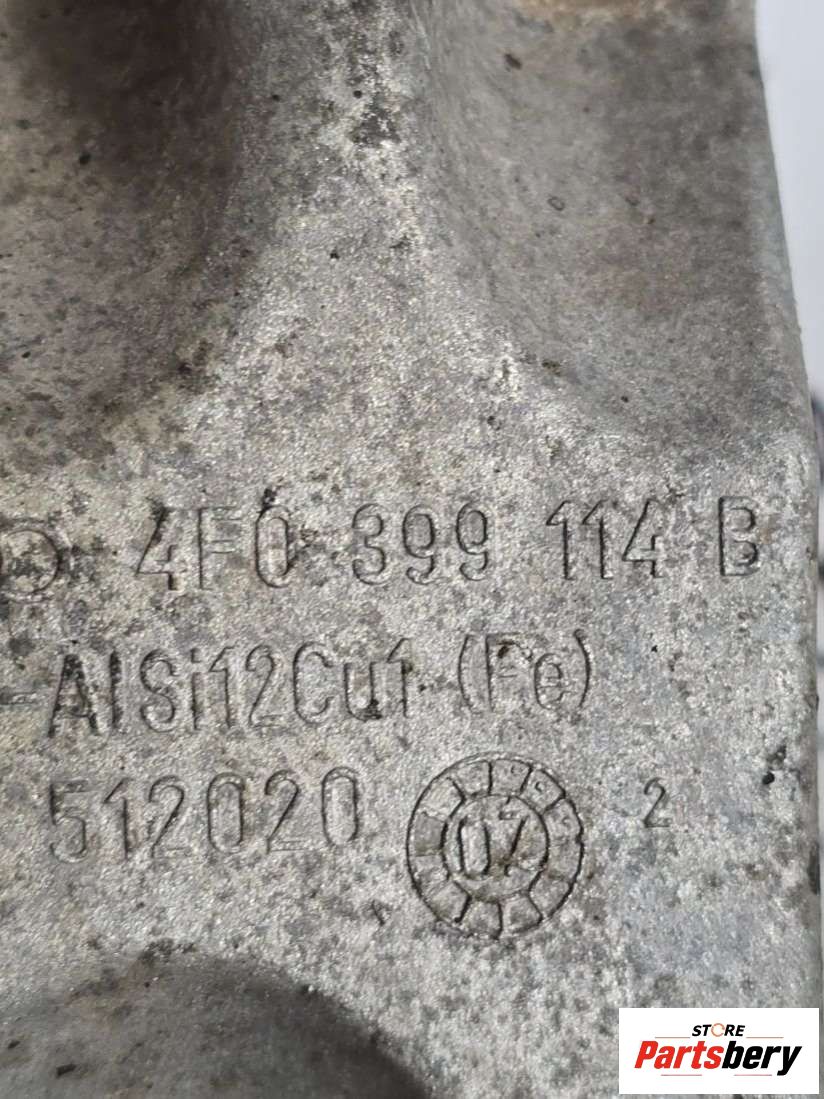 4F0 399 114 B
-AlSi12Cu1 (Fe)
512020 07 2
STORE
Partsbery